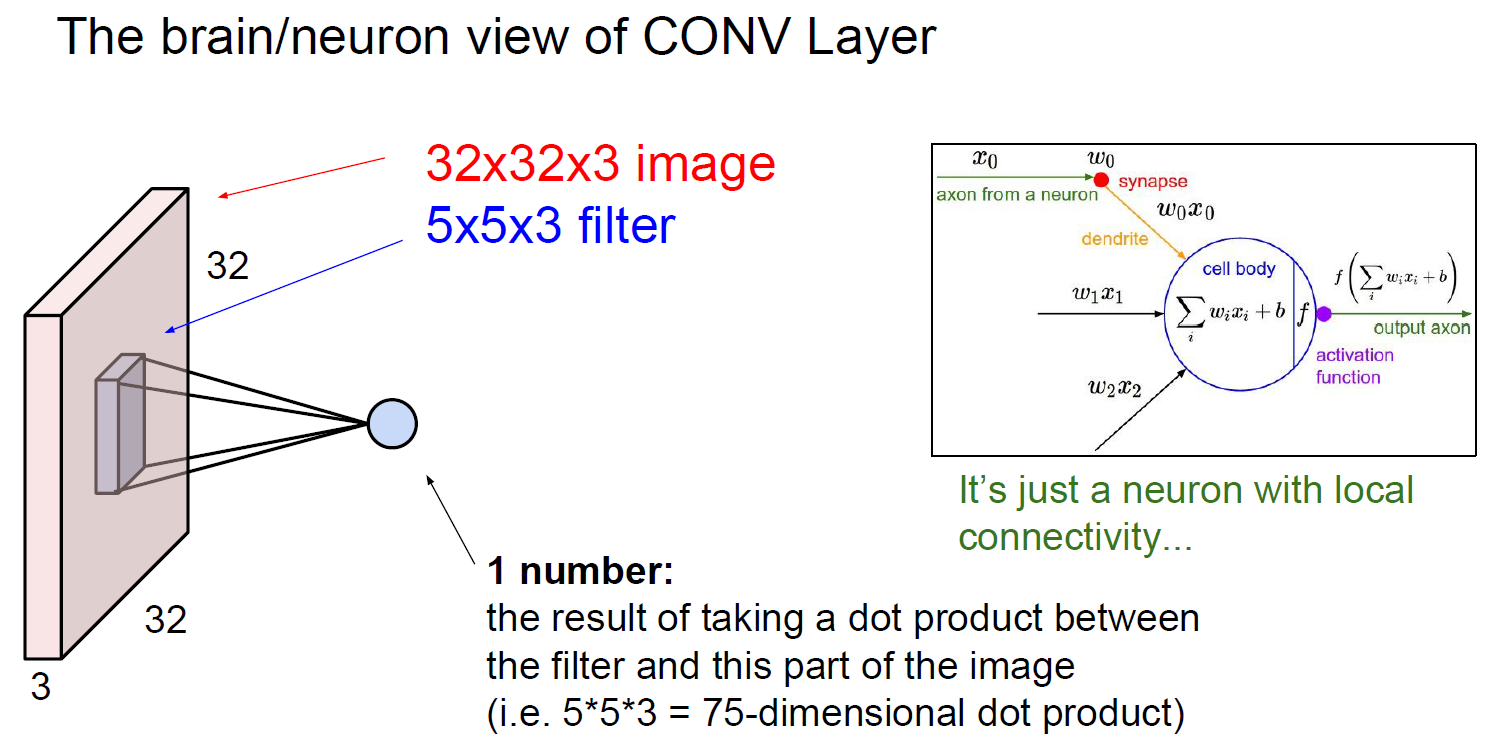 The brain/neuron view of CONV Layer
32x32x3 image
5x5x3 filter
32
32
3
1 number:
the result of taking a dot product between
the filter and this part of the image
(i.e. 5*5*3 = 75-dimensional dot product)
x₀
w₀
synapse
axon from a neuron
w₀x₀
dendrite
cell body
w₁x₁
∑ᵢ wᵢxᵢ + b
f
f(∑ᵢ wᵢxᵢ + b)
output axon
activation
function
w₂x₂
It’s just a neuron with local
connectivity...